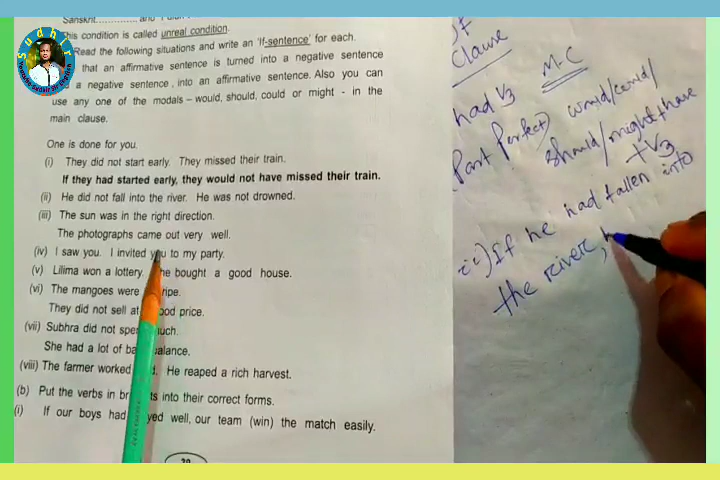 Sudhir
Sanskrit.............. and
This condition is called unreal condition.
Read the following situations and write an 'If-sentence' for each.
that an affirmative sentence is turned into a negative sentence
a negative sentence, into an affirmative sentence. Also you can
use any one of the modals – would, should, could or might - in the
main clause.
One is done for you.
(i) They did not start early. They missed their train.
If they had started early, they would not have missed their train.
(ii) He did not fall into the river. He was not drowned.
(iii) The sun was in the right direction.
The photographs came out very well.
(iv) I saw you. I invited you to my party.
(v) Lilima won a lottery. he bought a good house.
(vi) The mangoes were ripe.
They did not sell at ood price.
(vii) Subhra did not spe uch.
She had a lot of ba alance.
(viii) The farmer worked d. He reaped a rich harvest.
(b) Put the verbs in br ts into their correct forms.
(i) If our boys had yed well, our team (win) the match easily.
If
Clause
M-C
had V3
(Past Perfect)
would/could/
should/might+have
+V3
ii) If he had fallen into
the river,